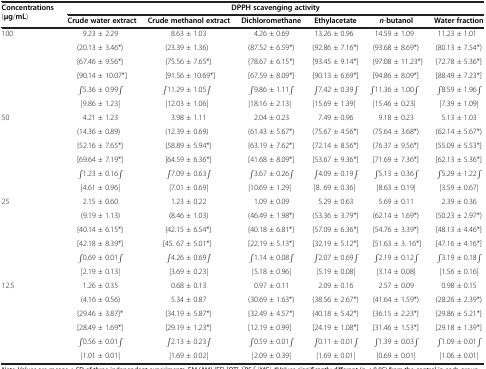 Concentrations (µg/mL) DPPH scavenging activity
Crude water extract Crude methanol extract Dichloromethane Ethylacetate n-butanol Water fraction
100 9.23 ± 2.29 8.63 ± 1.03 4.26 ± 0.69 13.26 ± 0.96 14.59 ± 1.09 11.23 ± 1.01
(20.13 ± 3.46*) (23.39 ± 1.36) (87.52 ± 6.59*) (92.86 ± 7.16*) (93.68 ± 8.69*) (80.13 ± 7.54*)
{67.46 ± 9.56*} {75.56 ± 7.65*} {78.67 ± 6.15*} {93.45 ± 9.14*} {97.08 ± 11.23*} {72.78 ± 5.36*}
[90.14 ± 10.07*] [91.56 ± 10.69*] [67.59 ± 8.09*] [90.13 ± 6.69*] [94.86 ± 8.09*] [88.49 ± 7.23*]
∫5.36 ± 0.99∫ ∫11.29 ± 1.05∫ ∫9.86 ± 1.11∫ ∫7.42 ± 0.39∫ ∫11.36 ± 1.00∫ ∫8.59 ± 1.96∫
|9.86 ± 1.23| |12.03 ± 1.06| |18.16 ± 2.13| |15.69 ± 1.39| |15.46 ± 0.23| |7.39 ± 1.09|
50 4.21 ± 1.23 3.98 ± 1.11 2.04 ± 0.23 7.49 ± 0.96 9.18 ± 0.23 5.13 ± 1.03
(14.36 ± 0.89) (12.39 ± 0.69) (61.43 ± 5.67*) (75.67 ± 4.56*) (75.64 ± 3.68*) (62.14 ± 5.67*)
{52.16 ± 7.65*} {58.89 ± 5.94*} {63.19 ± 7.62*} {72.14 ± 8.56*} {76.37 ± 9.56*} {55.09 ± 5.53*}
[69.64 ± 7.19*] [64.59 ± 6.36*] [41.68 ± 8.09*] [53.67 ± 9.36*] [71.69 ± 7.36*] [62.13 ± 5.36*]
∫1.23 ± 0.16∫ ∫7.09 ± 0.63∫ ∫3.67 ± 0.26∫ ∫4.09 ± 0.19∫ ∫5.13 ± 0.36∫ ∫5.29 ± 1.22∫
|4.61 ± 0.96| |7.01 ± 0.69| |10.69 ± 1.29| |8. 69 ± 0.36| |8.63 ± 0.19| |3.59 ± 0.67|
25 2.15 ± 0.60 1.23 ± 0.22 1.09 ± 0.09 5.29 ± 0.63 5.69 ± 0.11 2.39 ± 0.36
(9.19 ± 1.13) (8.46 ± 1.03) (46.49 ± 1.98*) (53.36 ± 3.79*) (62.14 ± 1.69*) (50.23 ± 2.97*)
{40.14 ± 6.15*} {42.15 ± 6.54*} {40.18 ± 6.81*} {57.09 ± 6.36*} {54.76 ± 3.39*} {48.13 ± 4.46*}
[42.18 ± 8.39*] [45. 67 ± 5.01*] [22.19 ± 5.13*] [32.19 ± 5.12*] [51.63 ± 3. 16*] [47.16 ± 4.16*]
∫0.69 ± 0.01∫ ∫4.26 ± 0.69∫ ∫1.14 ± 0.08∫ ∫2.07 ± 0.69∫ ∫2.19 ± 0.12∫ ∫3.19 ± 0.18∫
|2.19 ± 0.13| |3.69 ± 0.23| |5.18 ± 0.96| |5.19 ± 0.08| |3.14 ± 0.08| |1.56 ± 0.16|
12.5 1.26 ± 0.35 0.68 ± 0.13 0.97 ± 0.11 2.09 ± 0.16 2.57 ± 0.09 0.98 ± 0.15
(4.16 ± 0.56) 5.34 ± 0.87 (30.69 ± 1.63*) (38.56 ± 2.67*) (41.64 ± 1.59*) (28.26 ± 2.39*)
{29.46 ± 3.87}* {34.19 ± 5.87*} {32.49 ± 4.57*} {40.18 ± 5.42*} {36.15 ± 2.23*} {29.86 ± 5.21*}
[28.49 ± 1.69*] [29.19 ± 1.23*] [12.19 ± 0.99] [24.19 ± 1.08*] [31.46 ± 1.53*] [29.18 ± 1.39*]
∫0.56 ± 0.01∫ ∫2.13 ± 0.23∫ ∫0.59 ± 0.01∫ ∫0.11 ± 0.01∫ ∫1.39 ± 0.03∫ ∫1.09 ± 0.01∫
|1.01 ± 0.01| |1.69 ± 0.02| |2.09 ± 0.39| |1.69 ± 0.01| |0.69 ± 0.01| |1.06 ± 0.01|